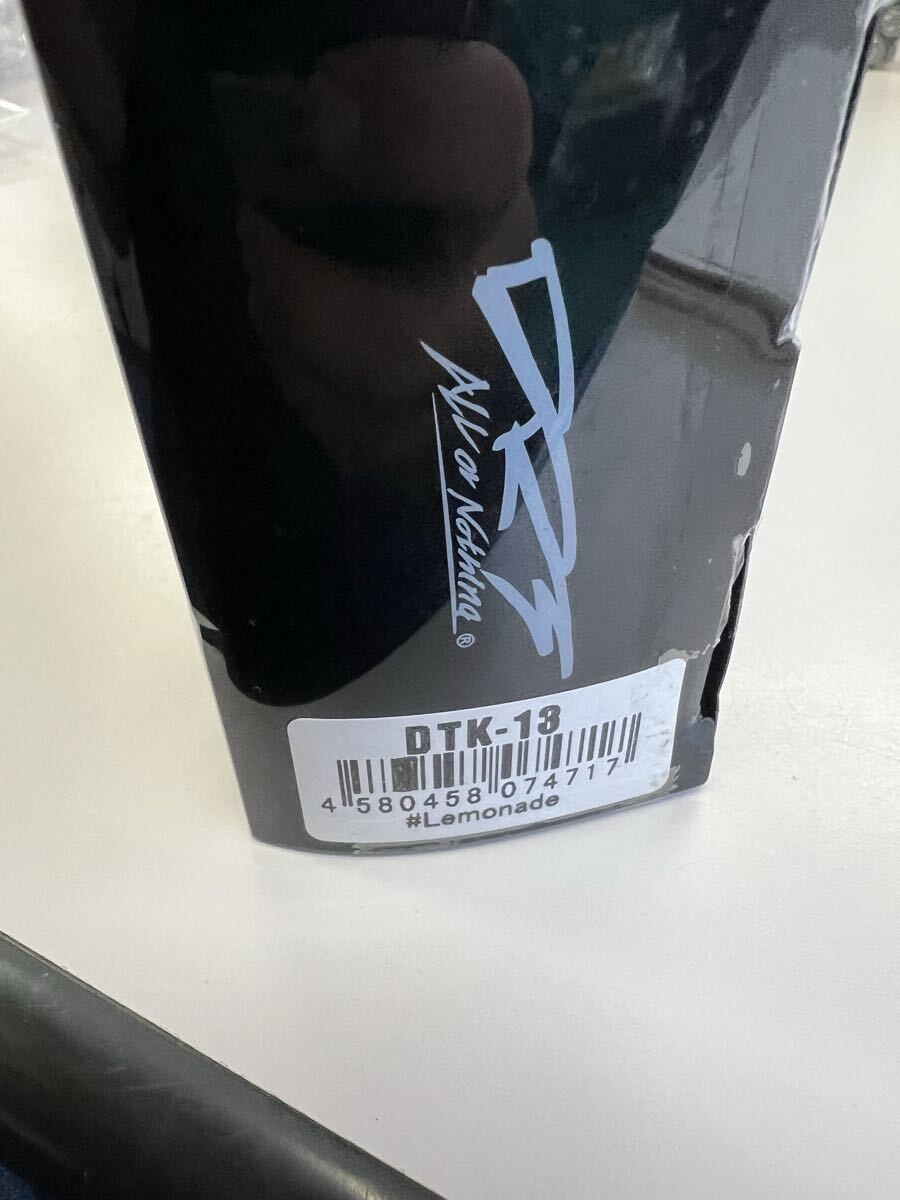 All or Nothing®
DTK-13
4 580458 074717
#Lemonade